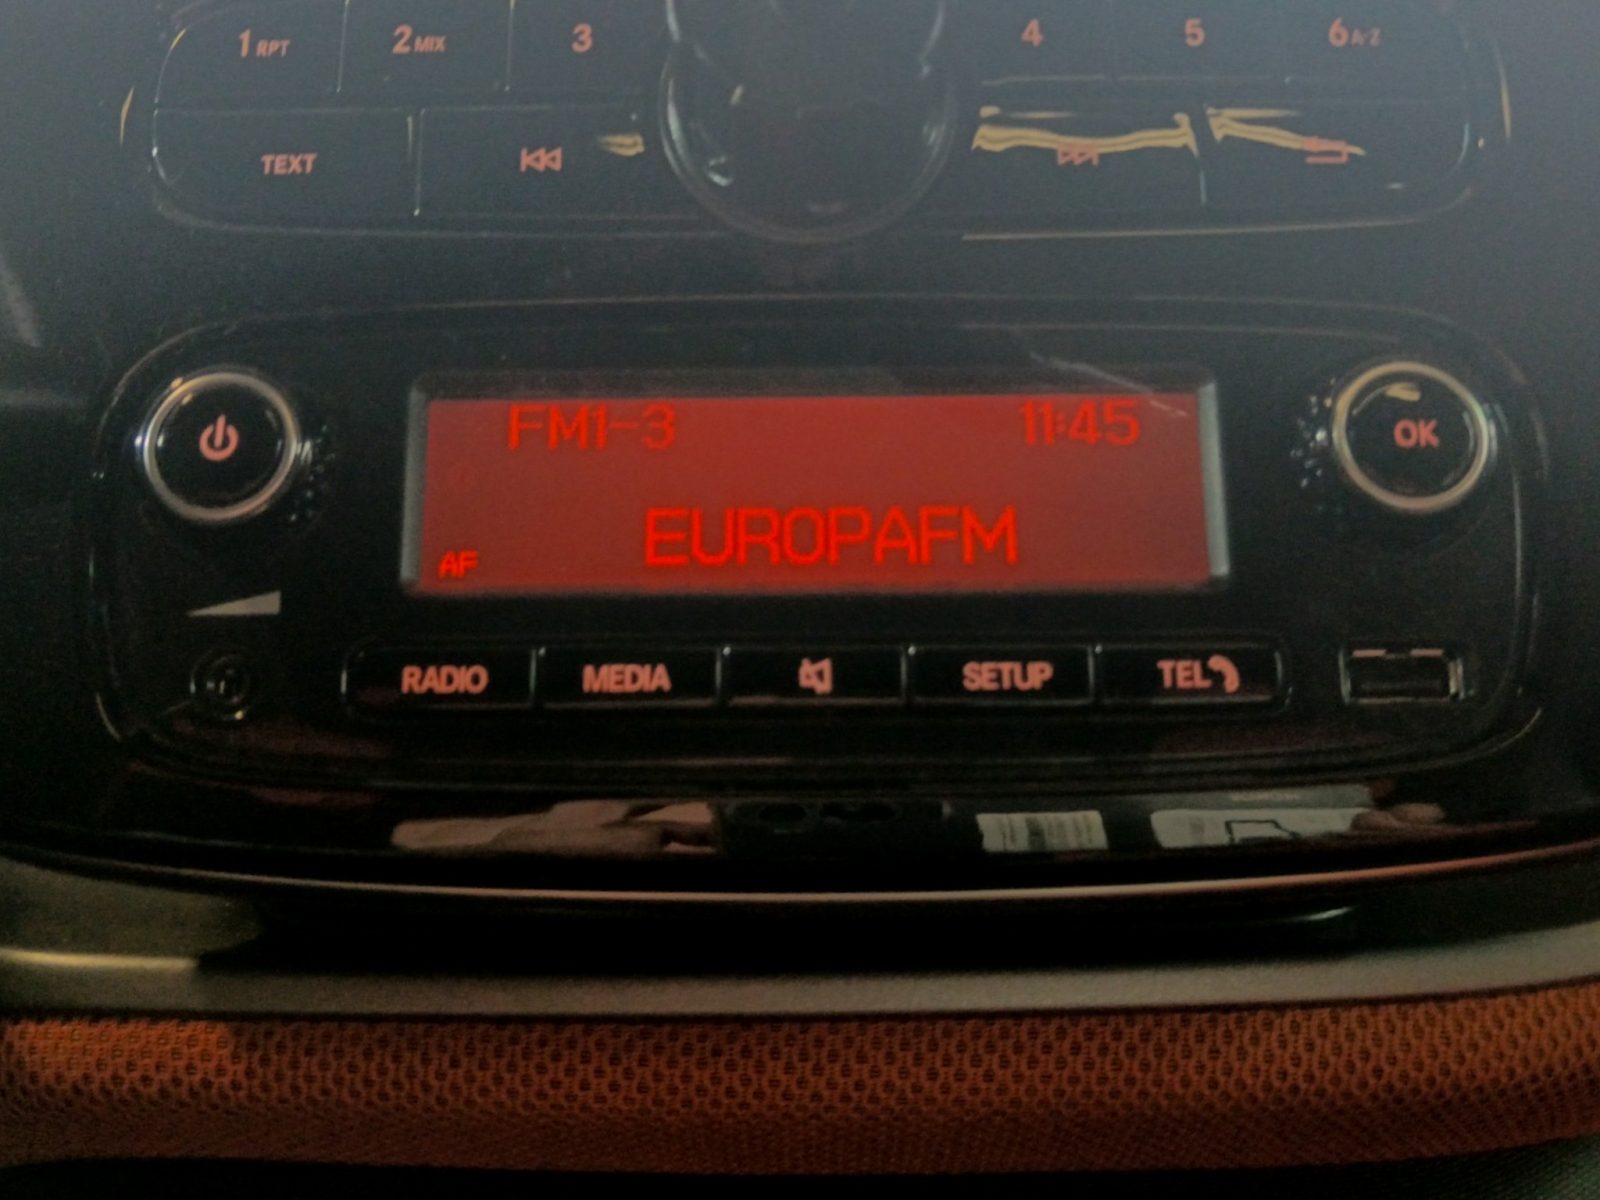 1 RPT 2 MIX 3 4 5 6 A-Z
TEXT
FM1-3 11:45
OK
EUROPAFM
AF
RADIO MEDIA SETUP TEL